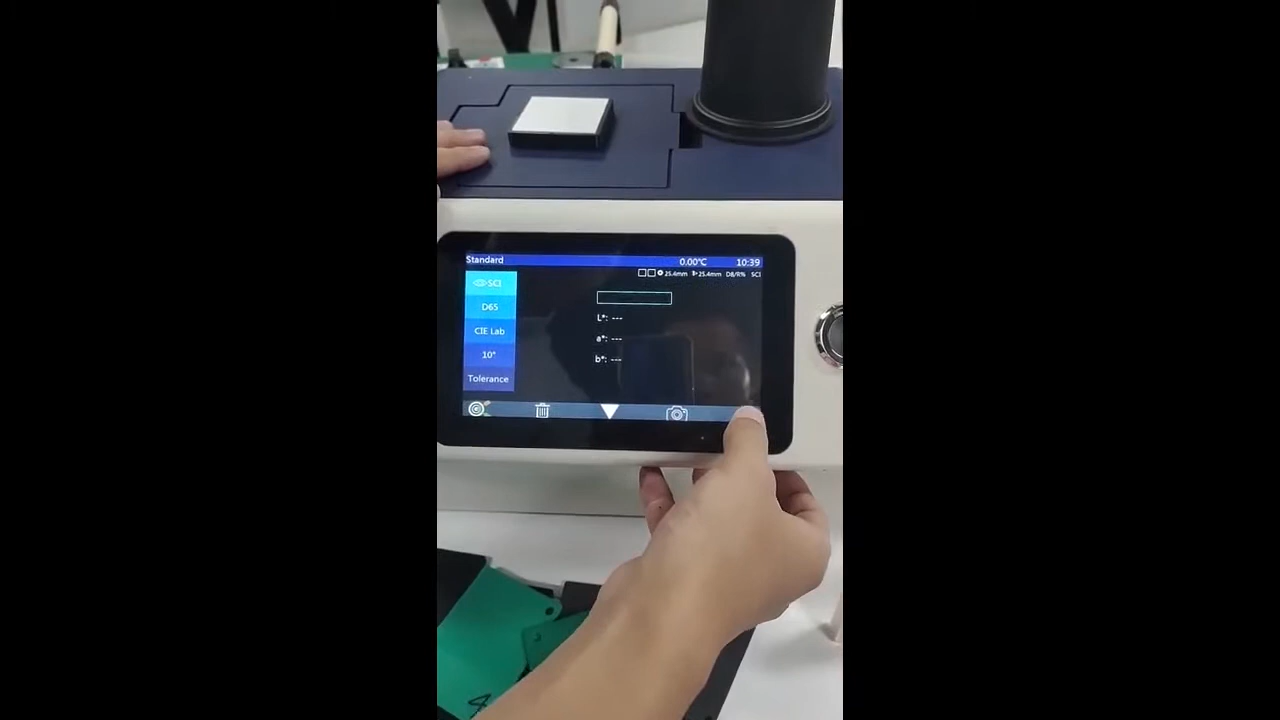 Standard 0.00℃ 10:39
25.4mm 25.4mm D8/R% SCI
SCI
D65
L*: ---
CIE Lab
a*: ---
10°
b*: ---
Tolerance